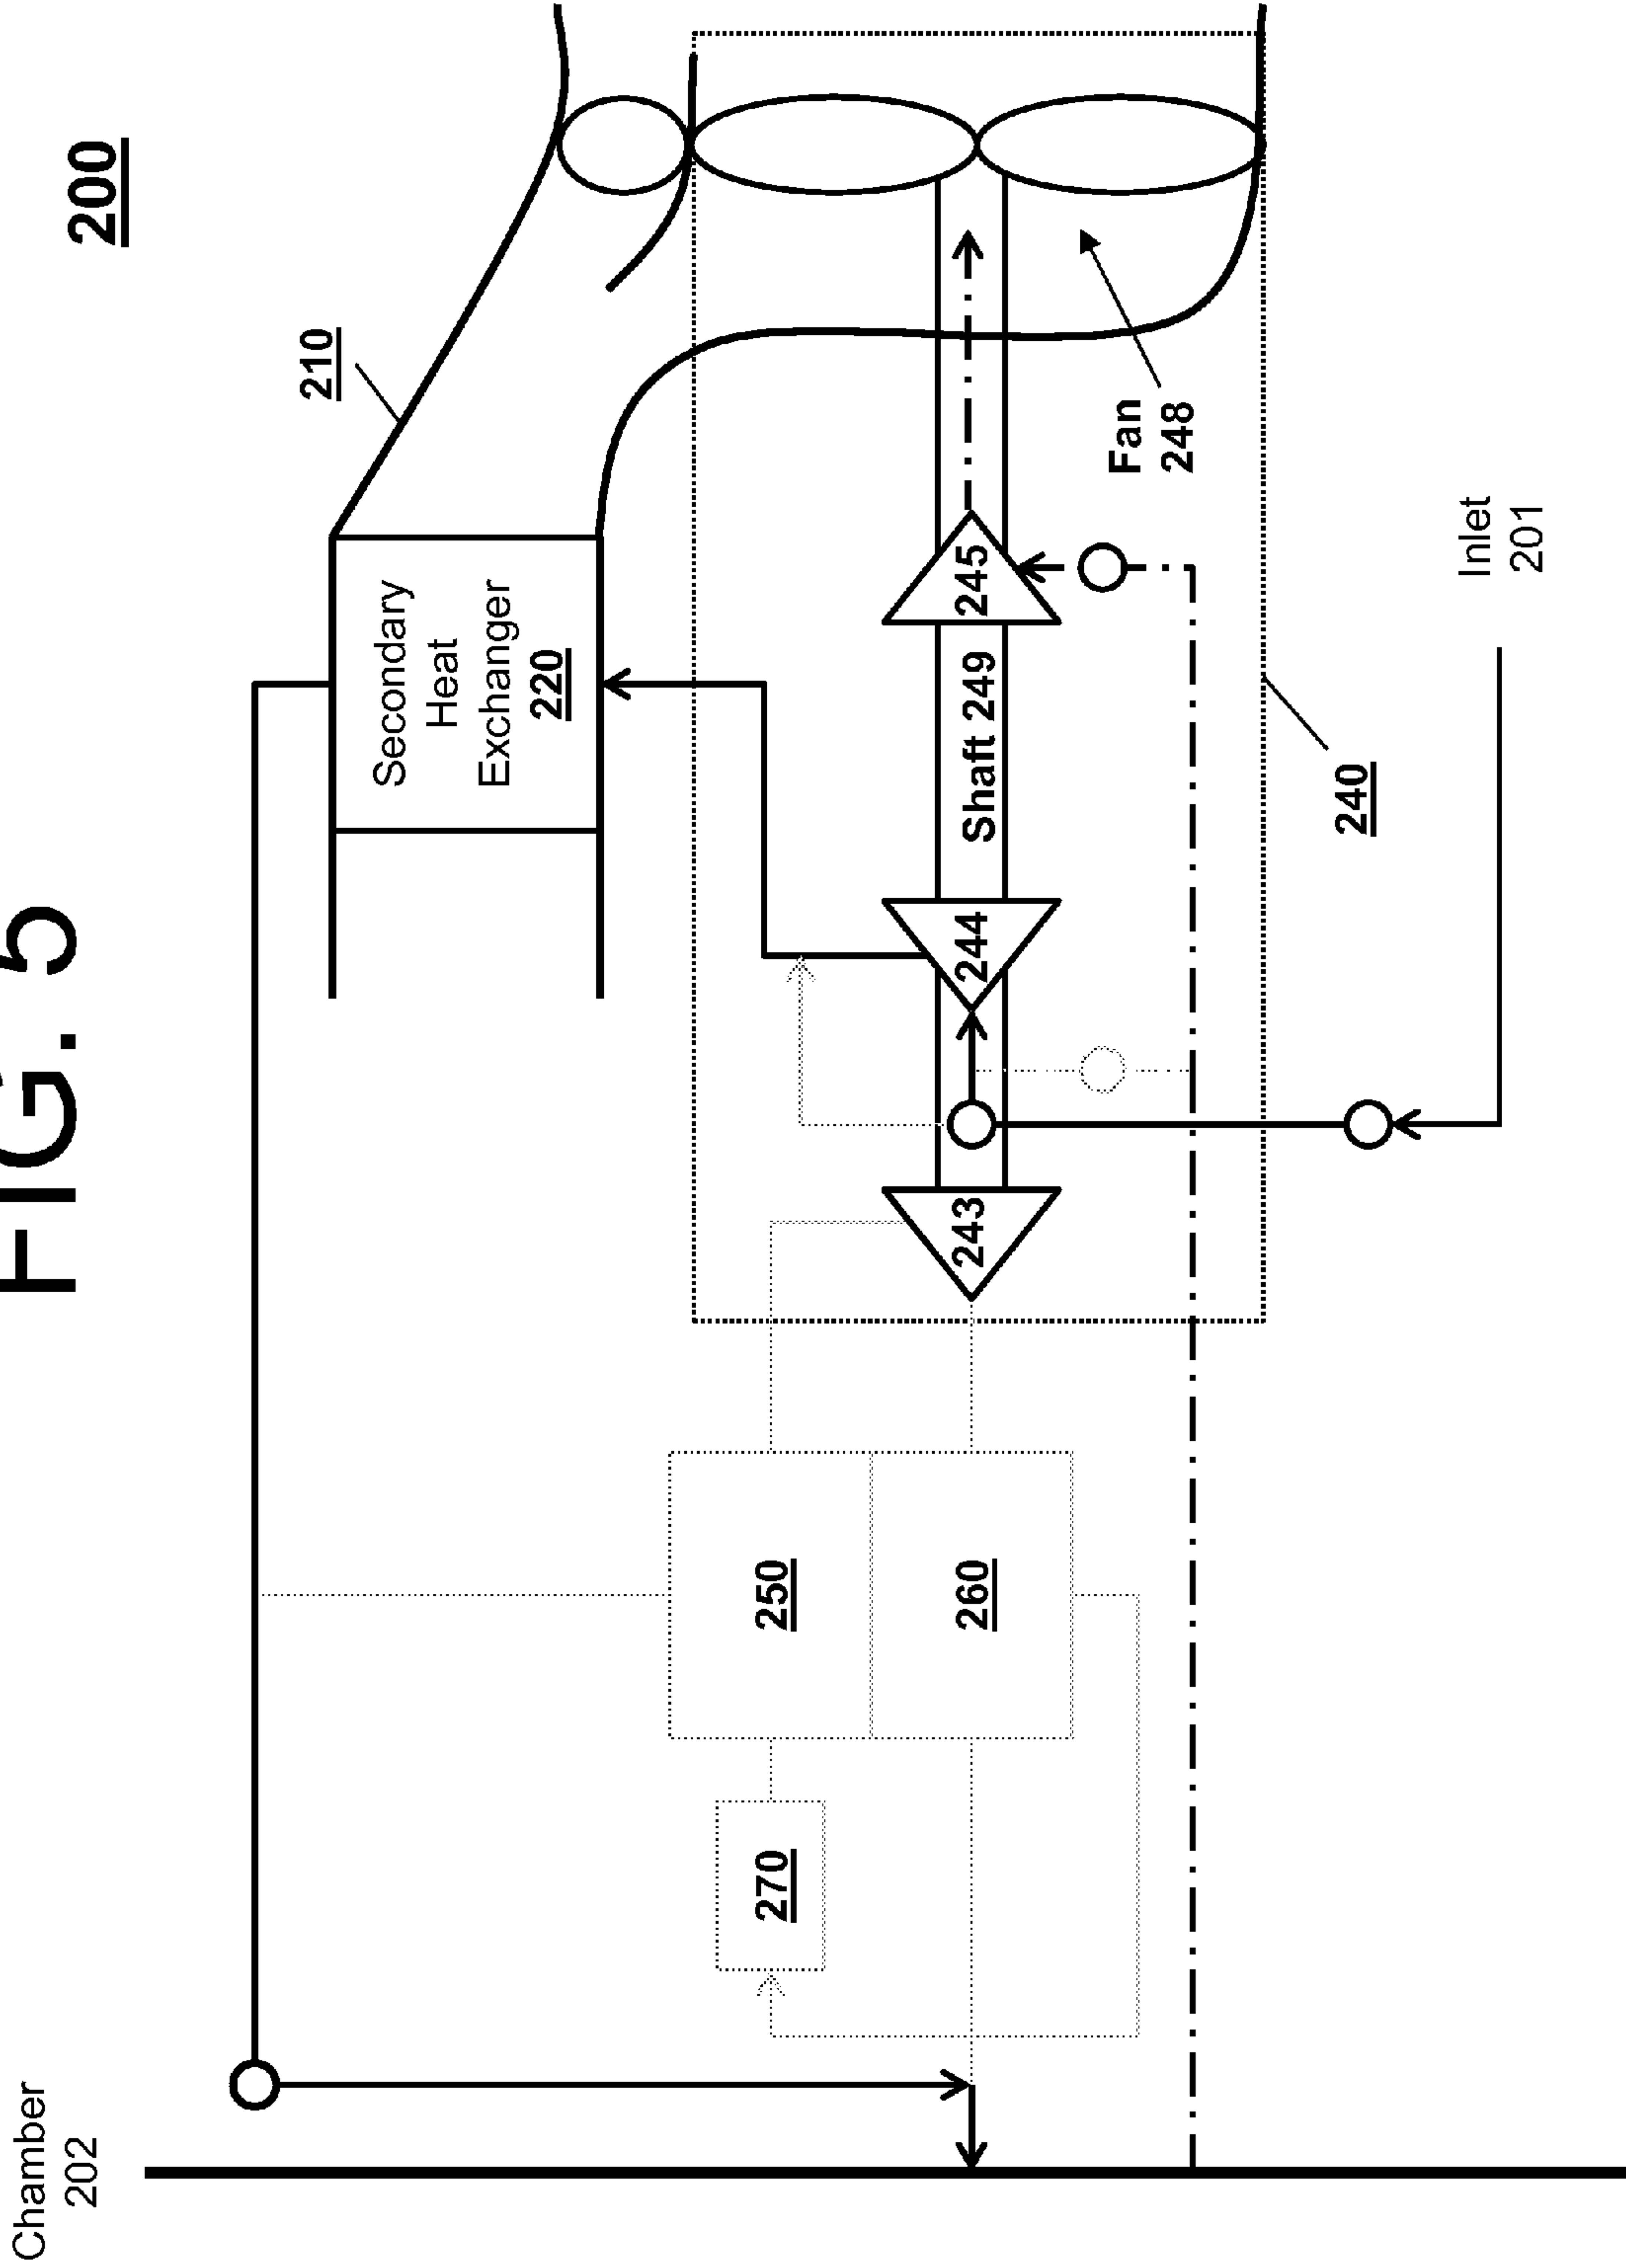 Chamber
202
FIG. 5
200
210
Secondary
Heat
Exchanger
220
270
250
260
243
244
Shaft 249
245
Fan
248
240
Inlet
201